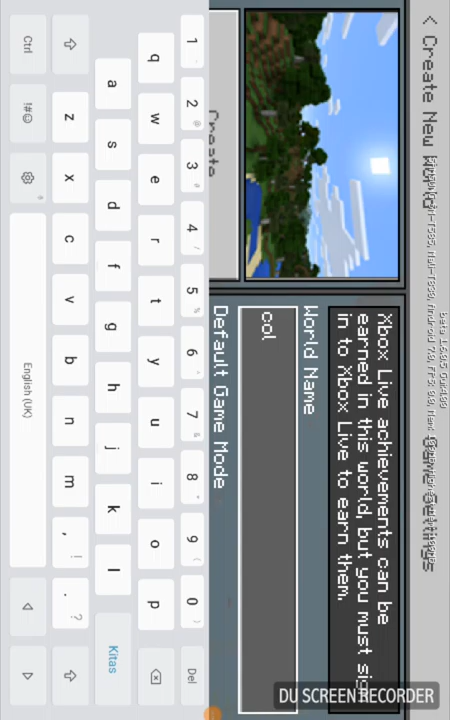 < Create New World
Game Settings
Xbox Live achievements can be
earned in this world, but you must sig
in to Xbox Live to earn them.
World Name
col
Default Game Mode
Create
1 2 3 4 5 6 7 8 9 0 Del
q w e r t y u i o p
a s d f g h j k l Kitas
z x c v b n m , ! . ?
Ctrl !#☺ English (UK)
DU SCREEN RECORDER